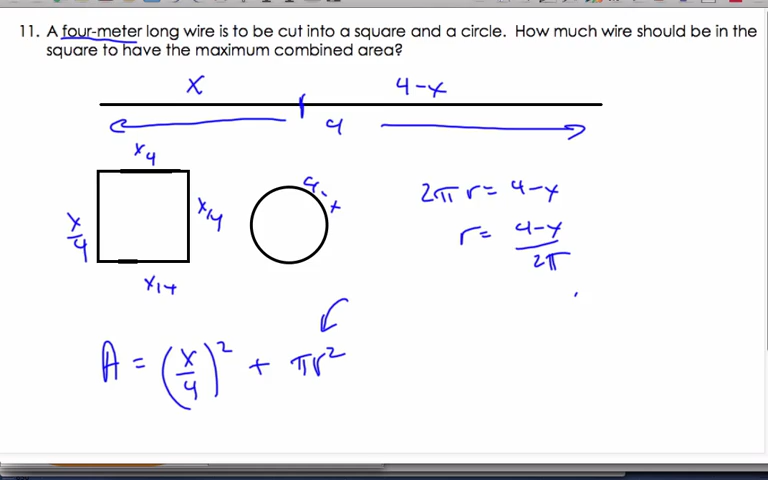 11. A four-meter long wire is to be cut into a square and a circle. How much wire should be in the
square to have the maximum combined area?
x 4-x
4
x/4
x/4 x/4
x/4
4-x
2πr = 4-x
r = (4-x)/2π
A = (x/4)² + πr²